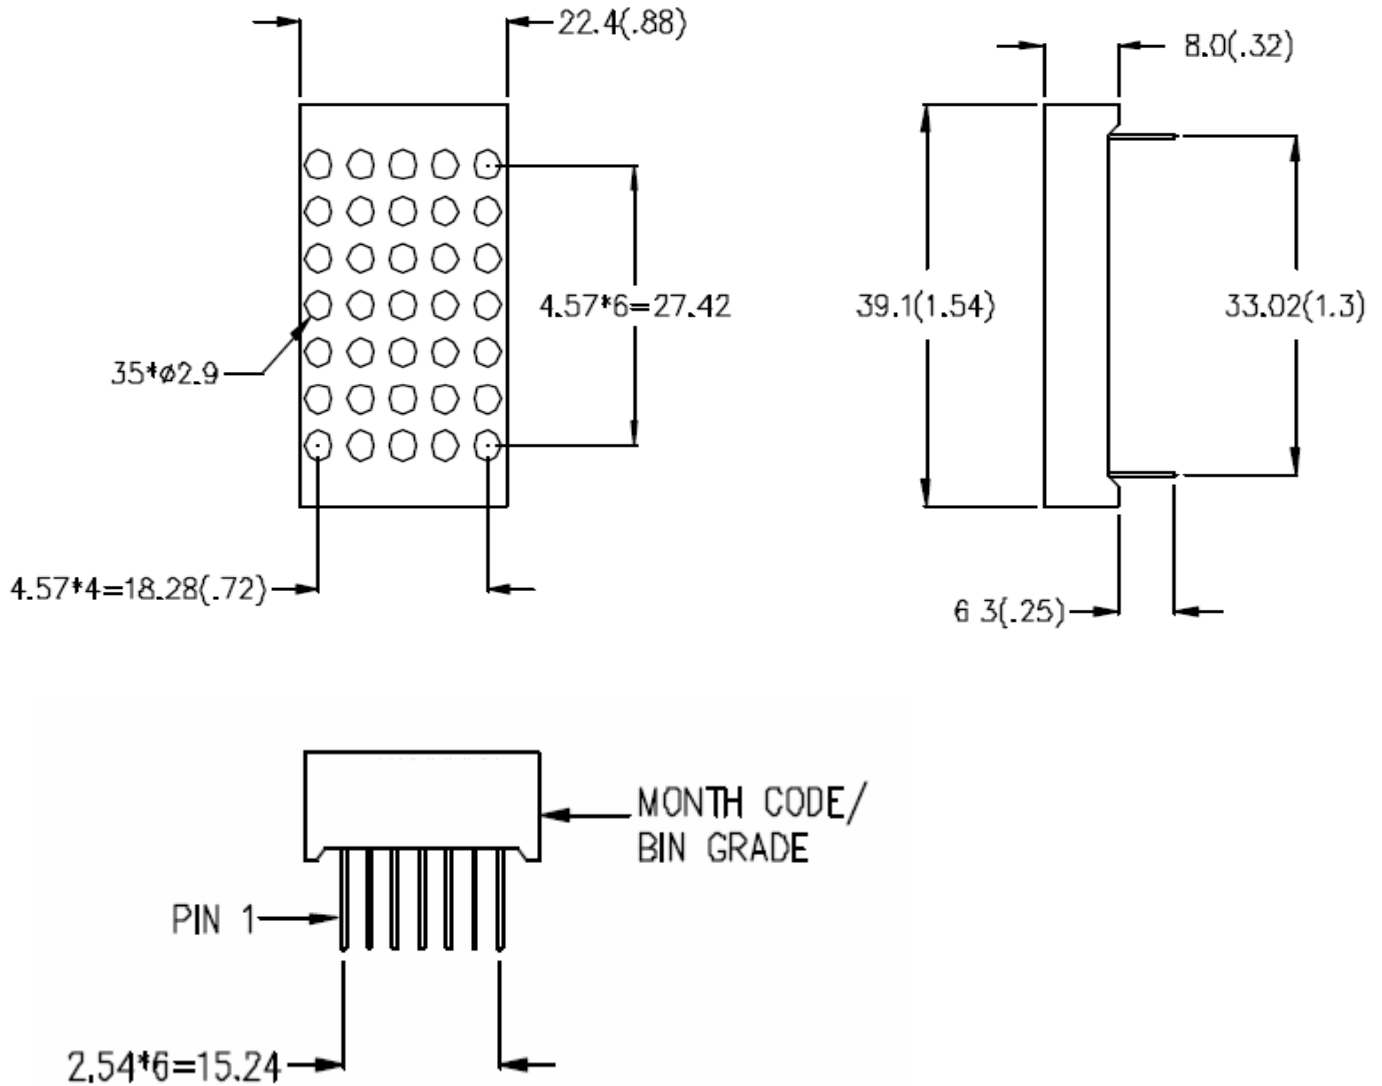 22.4(.88)
8.0(.32)
4.57*6=27.42
39.1(1.54)
33.02(1.3)
35*ø2.9
4.57*4=18.28(.72)
6 3(.25)
MONTH CODE/
BIN GRADE
PIN 1
2.54*6=15.24